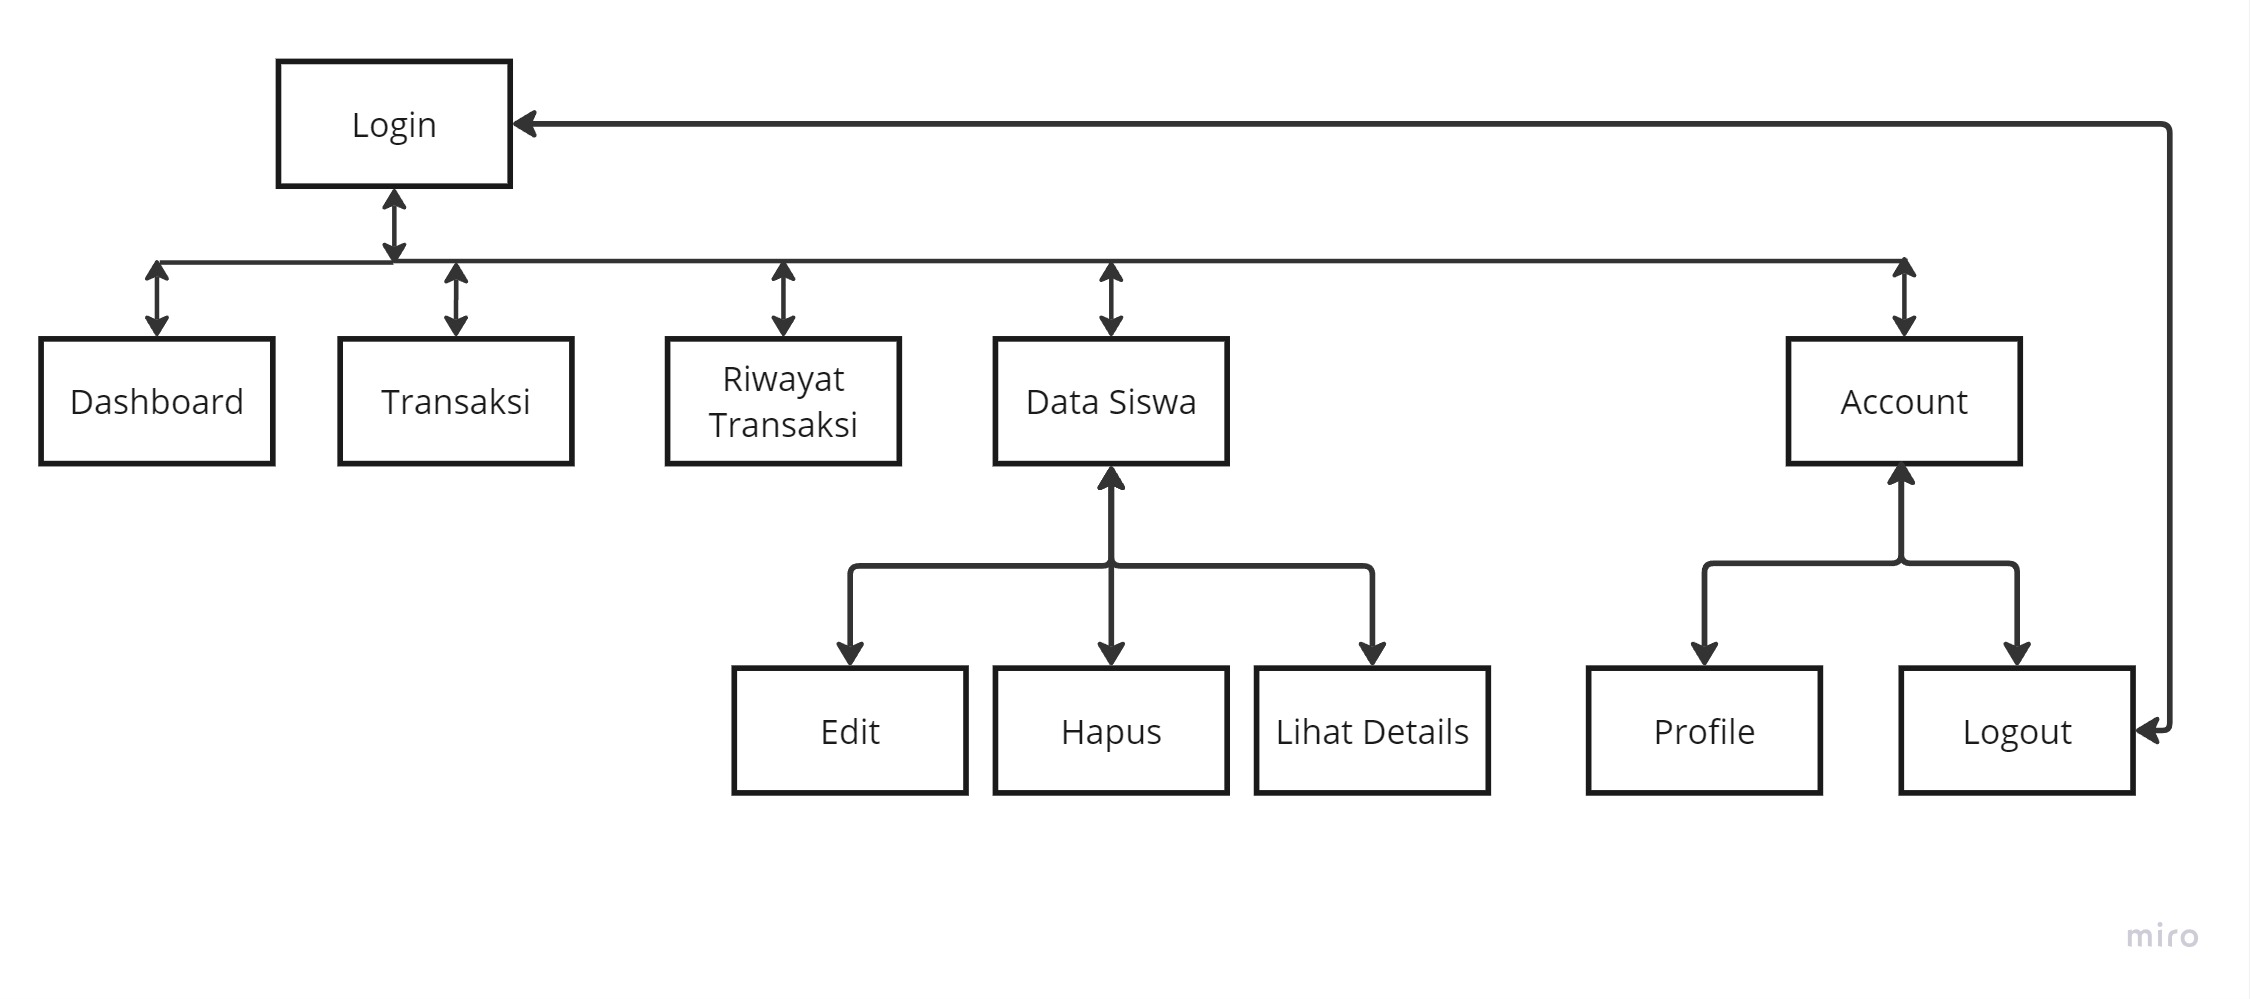 Login
Dashboard
Transaksi
Riwayat
Transaksi
Data Siswa
Account
Edit
Hapus
Lihat Details
Profile
Logout
miro